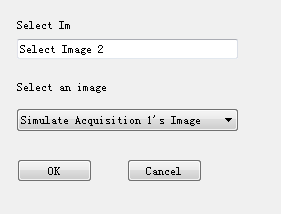 Select Im
Select Image 2
Select an image
Simulate Acquisition 1's Image
OK
Cancel